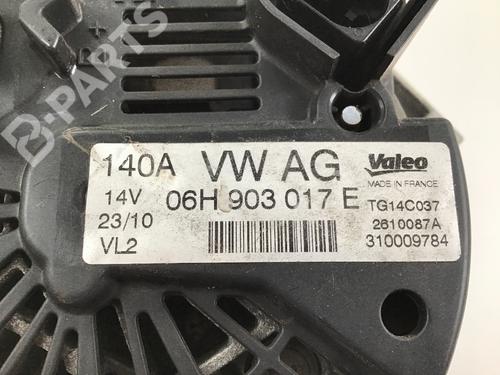 B-PARTS
B+
140A VW AG Valeo
14V 06H 903 017 E MADE IN FRANCE
23/10 TG14C037
VL2 2610087A
310009784